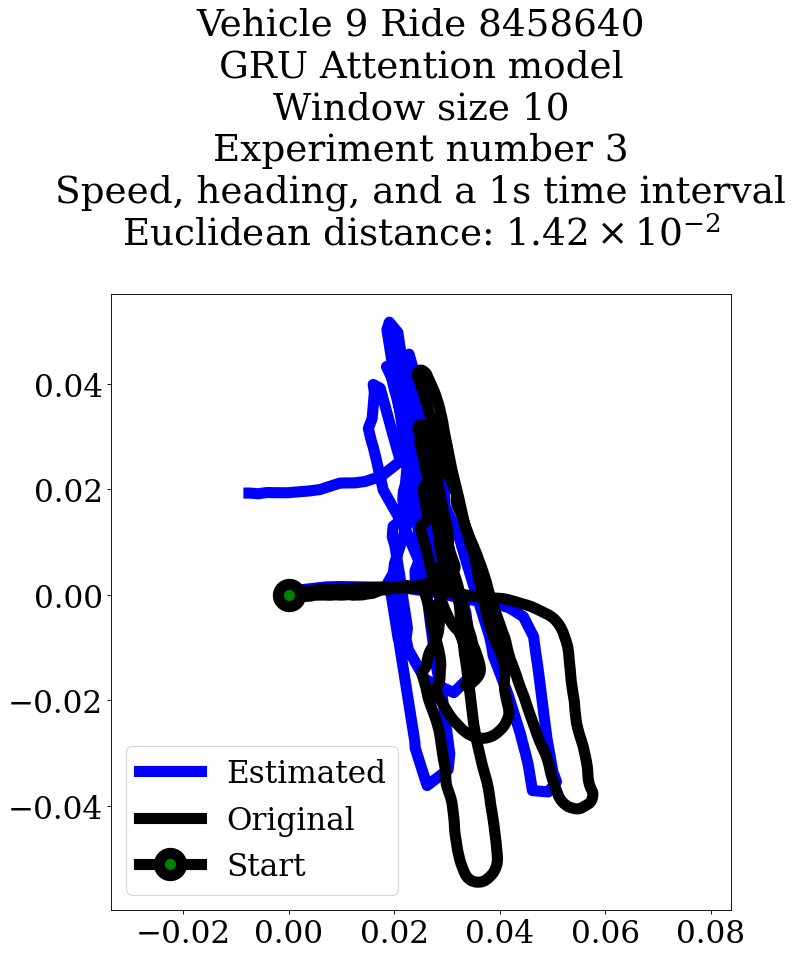 Vehicle 9 Ride 8458640
GRU Attention model
Window size 10
Experiment number 3
Speed, heading, and a 1s time interval
Euclidean distance: 1.42 × 10⁻²
0.04
0.02
0.00
−0.02
−0.04
Estimated
Original
Start
−0.02 0.00 0.02 0.04 0.06 0.08